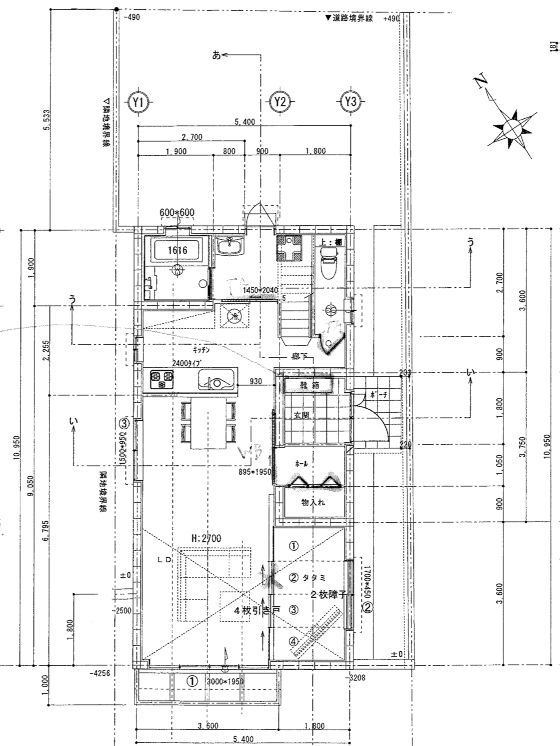 -490
▼道路境界線 +490
あ
Y1
Y2
Y3
N
5,533
▽隣地境界線
5,400
2,700
1,900
800
900
1,800
600*600
1616
上:棚
1450*2040
5
う
う
1,900
2,700
3,600
冷
キッチン
2400タイプ
廊下
2,255
900
930
靴箱
ポーチ
玄関
い
い
1,800
③
1500*950
895*1950
ホール
1,050
3,750
物入れ
900
10,950
9,050
10,950
隣地境界線
6,795
H:2700
L D
①
② タタミ
2枚障子
③
4枚引き戸
④
1700*450
②
3,600
±0
-2500
1,800
±0
-4256
-3208
1,000
①
3000*1950
3,600
1,800
5,400